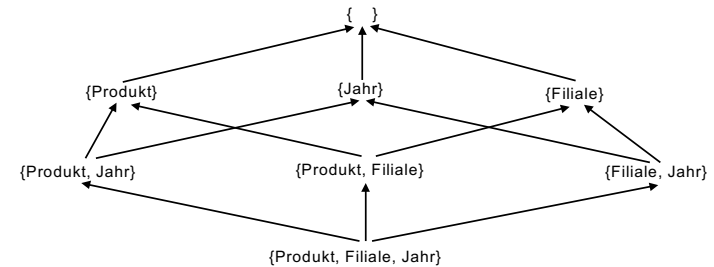 { }
{Produkt} {Jahr} {Filiale}
{Produkt, Jahr} {Produkt, Filiale} {Filiale, Jahr}
{Produkt, Filiale, Jahr}